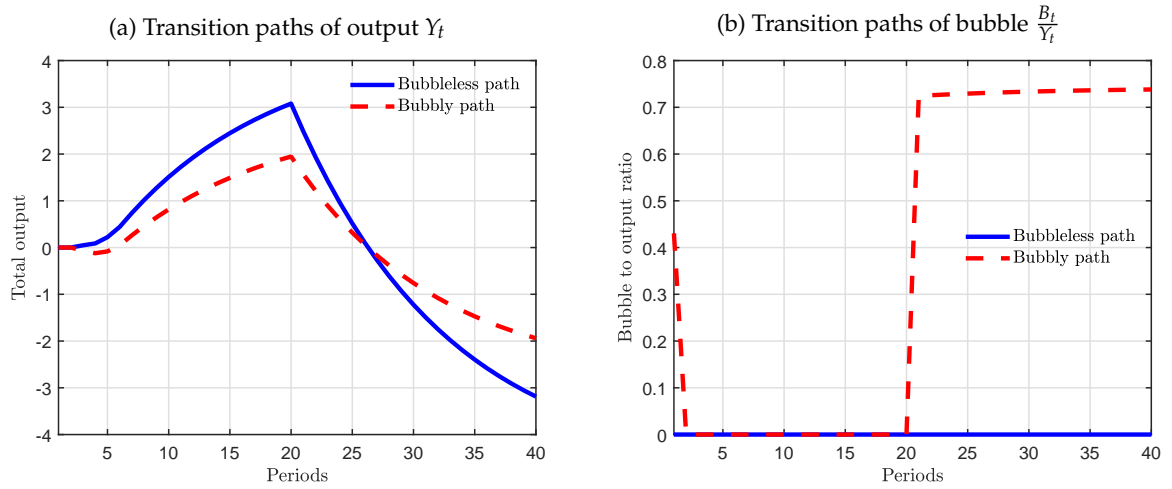 (a) Transition paths of output Y_t
4
3
2
1
0
-1
-2
-3
-4
5 10 15 20 25 30 35 40
Total output
Periods
Bubbleless path
Bubbly path
(b) Transition paths of bubble B_t/Y_t
0.8
0.7
0.6
0.5
0.4
0.3
0.2
0.1
0
5 10 15 20 25 30 35 40
Bubble to output ratio
Periods
Bubbleless path
Bubbly path